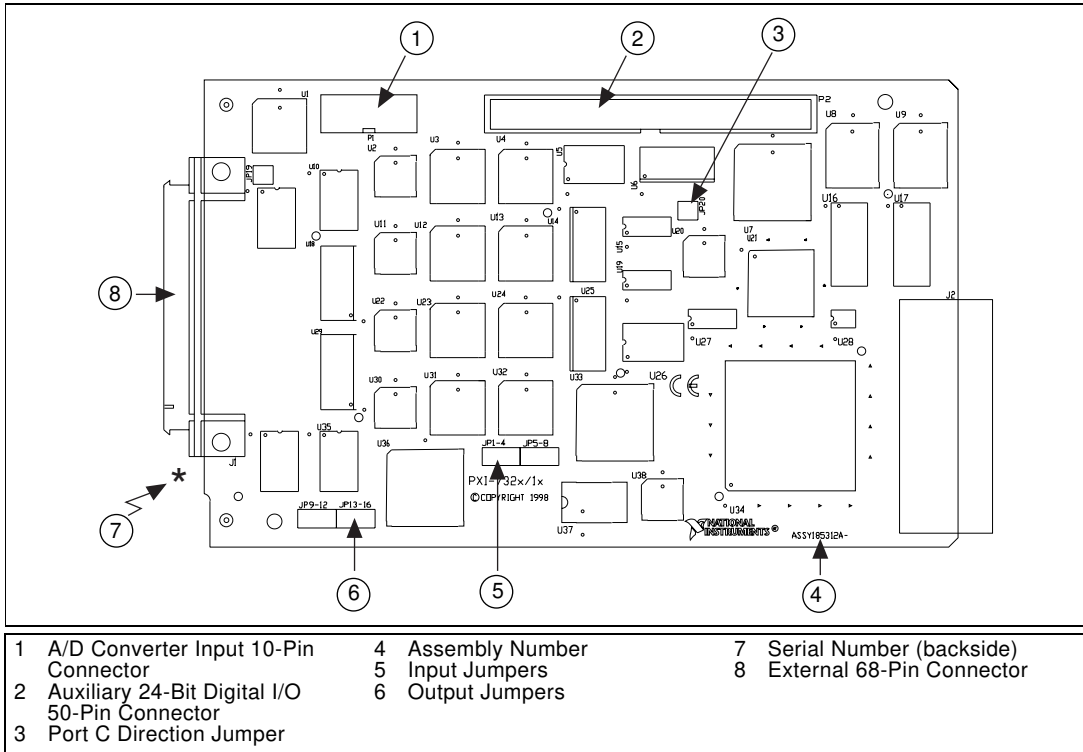 1
2
3
P2
U1
U8
U9
P1
U2
U3
U4
U5
U6
JP19
U10
JP20
U16
U17
U11
U12
U13
U14
U15
U20
U7
U21
U18
U19
8
U22
U23
U24
U25
J2
U29
U27
U28
U30
U31
U32
U33
U26
CE
U35
U36
JP1-4
JP5-8
J1
*
PXI-732x/1x
©COPYRIGHT 1998
U38
7
JP9-12
JP13-16
U37
U34
NATIONAL
INSTRUMENTS ®
ASSY185312A-
6
5
4
1 A/D Converter Input 10-Pin
Connector
2 Auxiliary 24-Bit Digital I/O
50-Pin Connector
3 Port C Direction Jumper
4 Assembly Number
5 Input Jumpers
6 Output Jumpers
7 Serial Number (backside)
8 External 68-Pin Connector